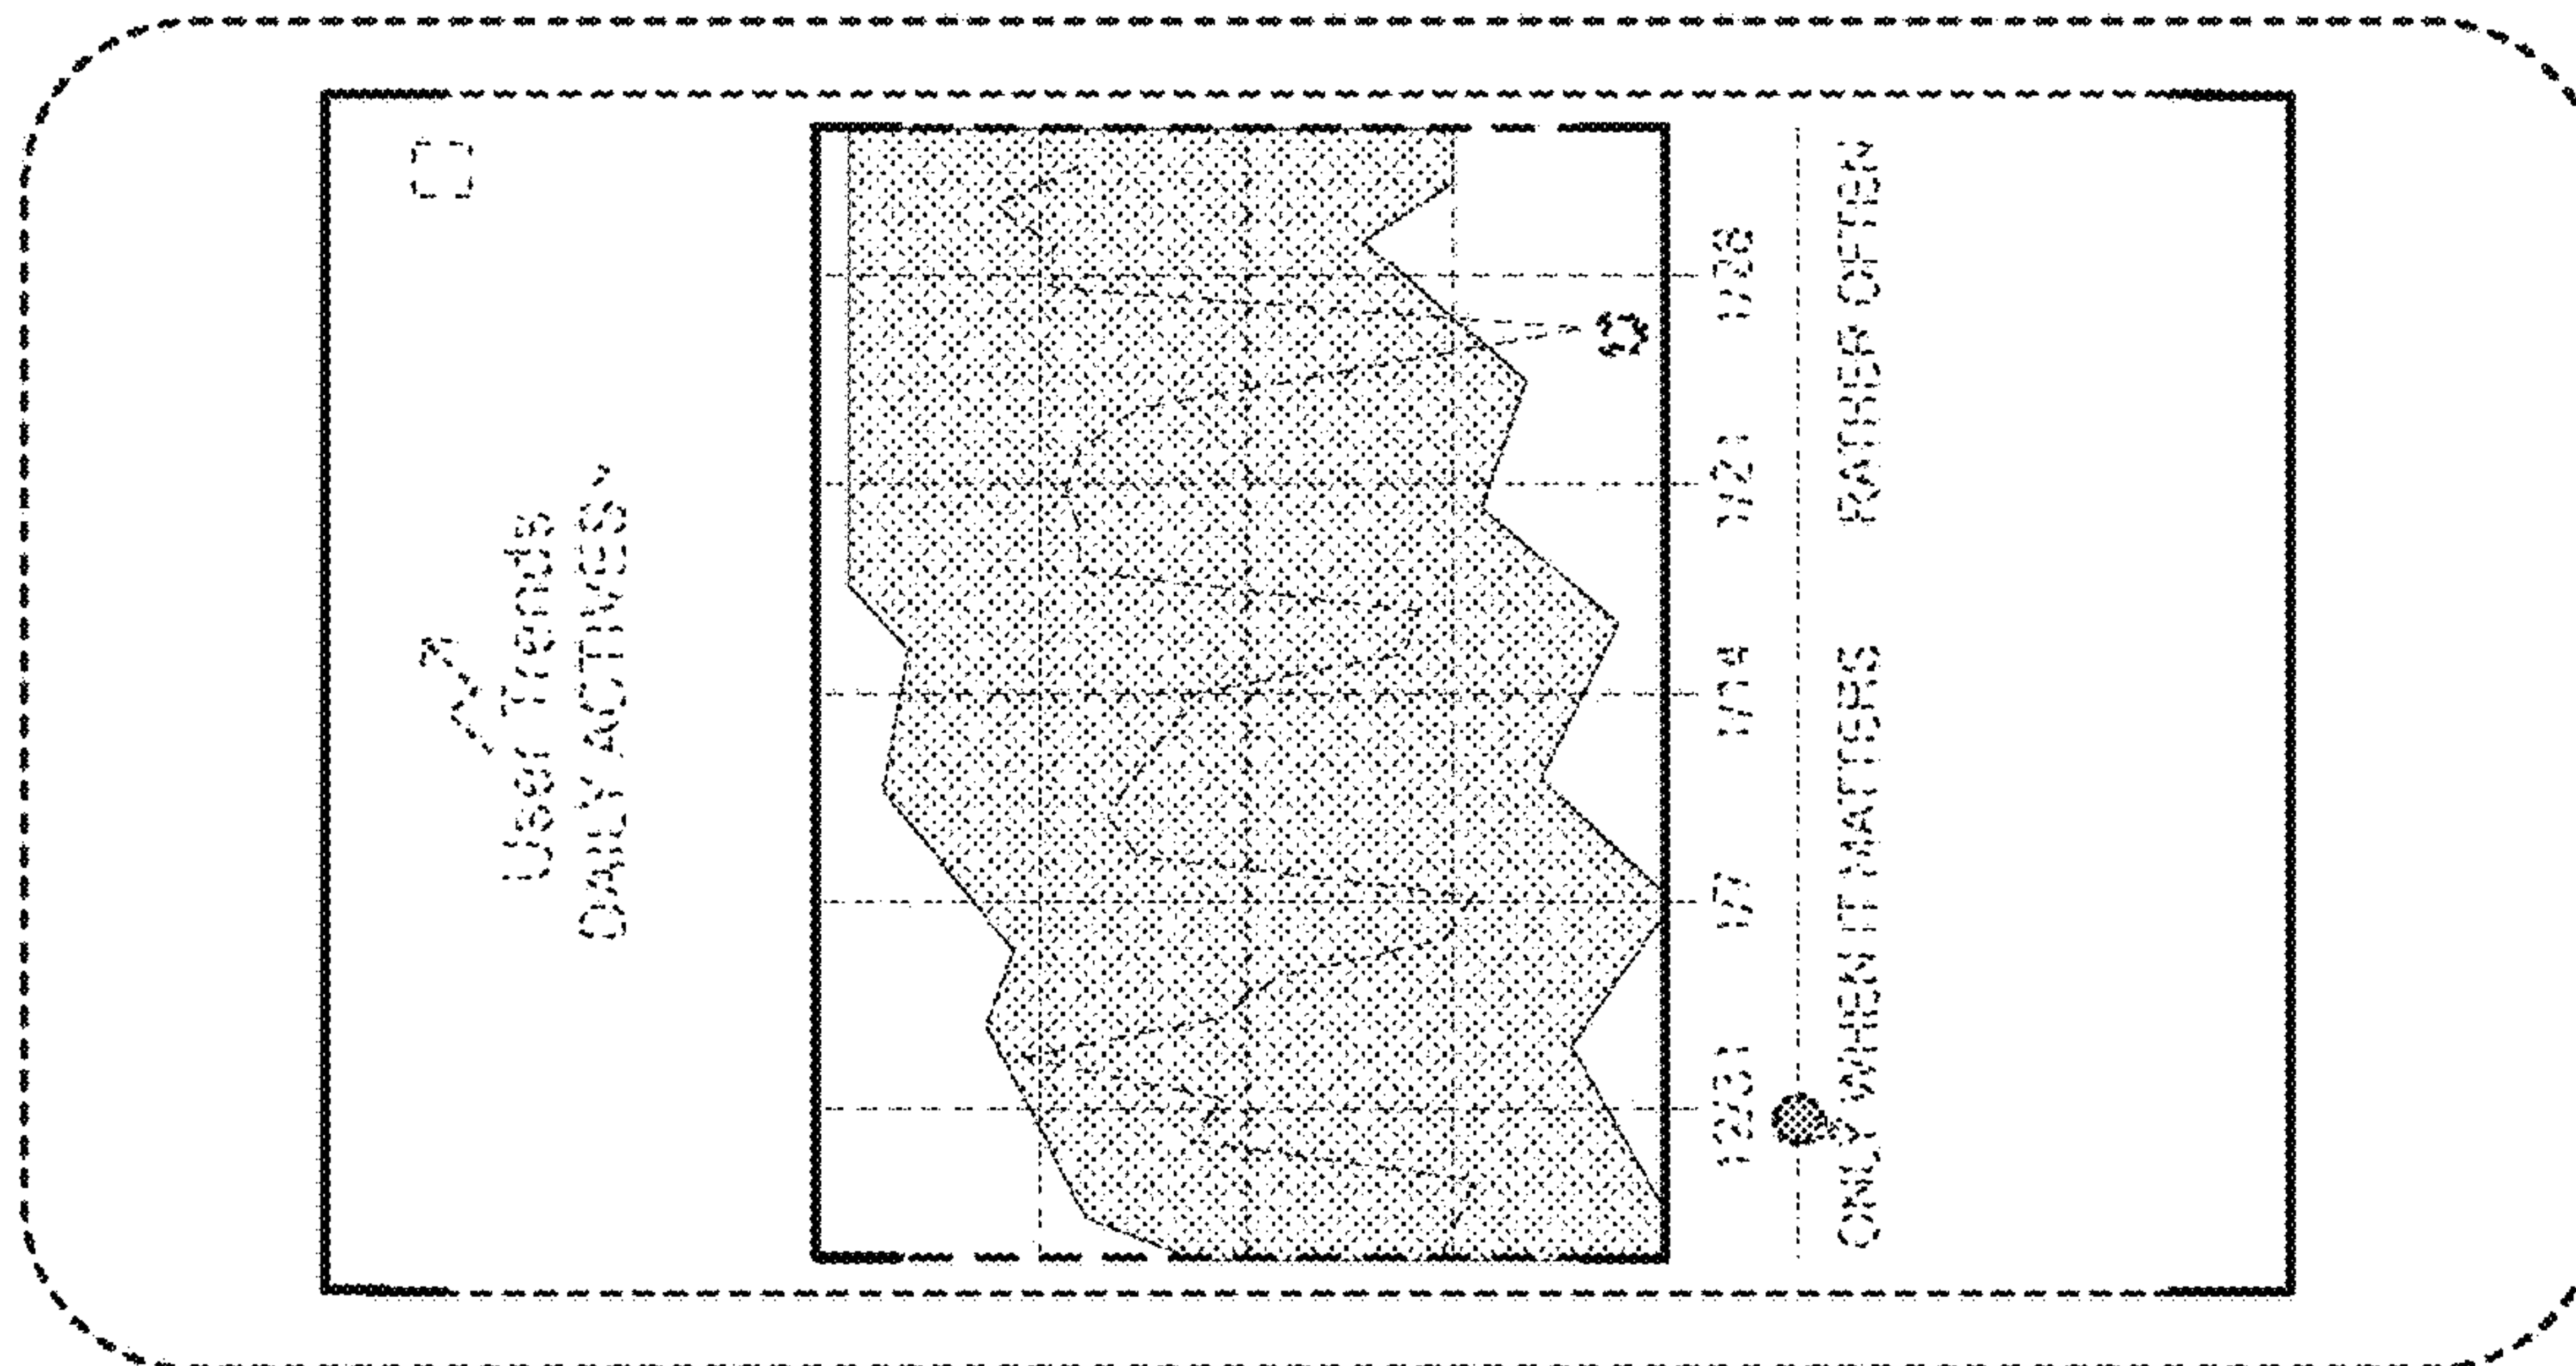 User Trends
DAILY ACTIVES
12/31 1/7 1/14 1/21 1/28
ONLY WHEN IT MATTERS RATHER OFTEN